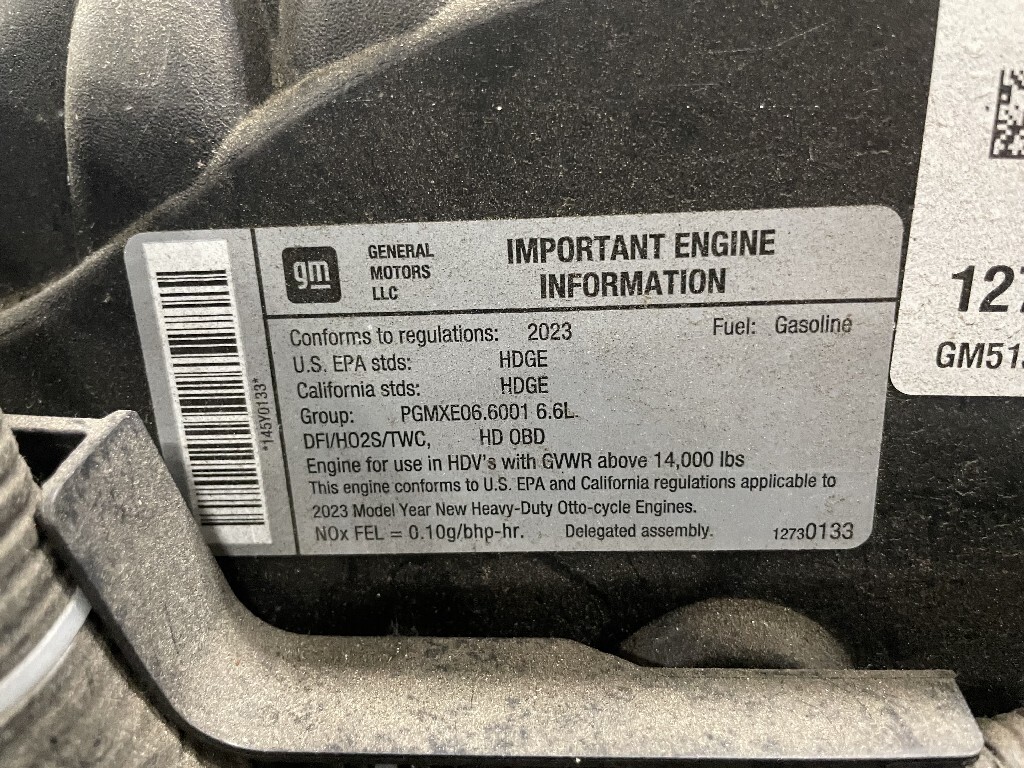 gm
GENERAL
MOTORS
LLC
IMPORTANT ENGINE
INFORMATION
Conforms to regulations: 2023
Fuel: Gasoline
U.S. EPA stds: HDGE
California stds: HDGE
Group: PGMXE06.6001 6.6L
DFI/HO2S/TWC, HD OBD
Engine for use in HDV's with GVWR above 14,000 lbs
This engine conforms to U.S. EPA and California regulations applicable to
2023 Model Year New Heavy-Duty Otto-cycle Engines.
NOx FEL = 0.10g/bhp-hr. Delegated assembly. 12730133
*145Y0133*
127
GM51